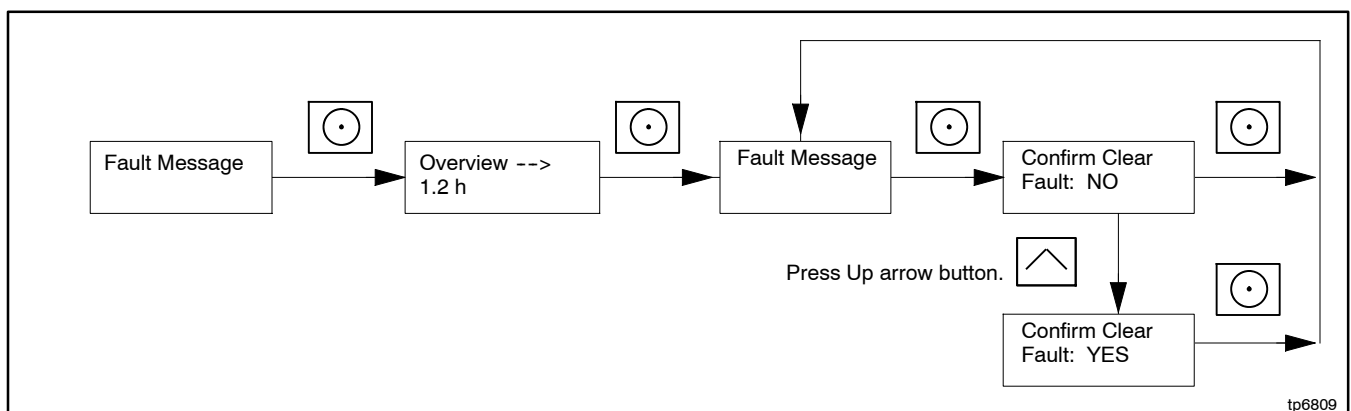 Fault Message
Overview -->
1.2 h
Fault Message
Confirm Clear
Fault: NO
Press Up arrow button.
Confirm Clear
Fault: YES
tp6809